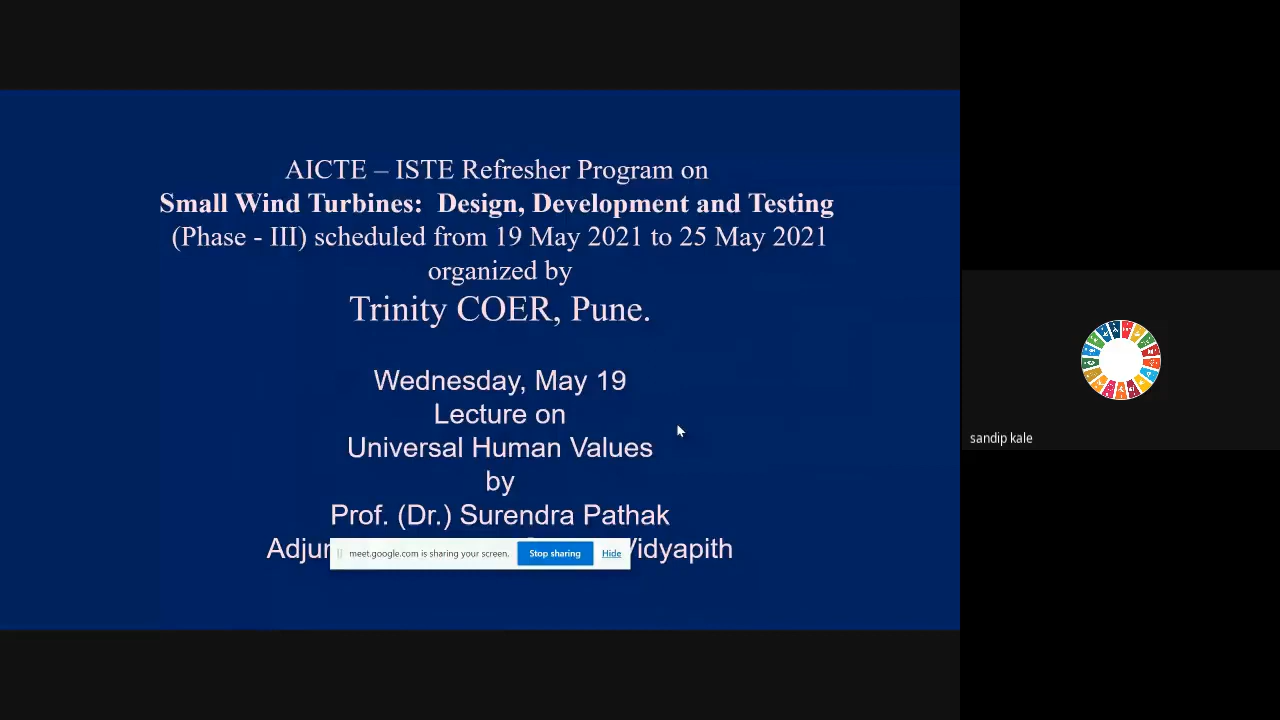 AICTE – ISTE Refresher Program on
Small Wind Turbines: Design, Development and Testing
(Phase - III) scheduled from 19 May 2021 to 25 May 2021
organized by
Trinity COER, Pune.
Wednesday, May 19
Lecture on
Universal Human Values
by
Prof. (Dr.) Surendra Pathak
Vidyapith
meet.google.com is sharing your screen. Stop sharing Hide
sandip kale